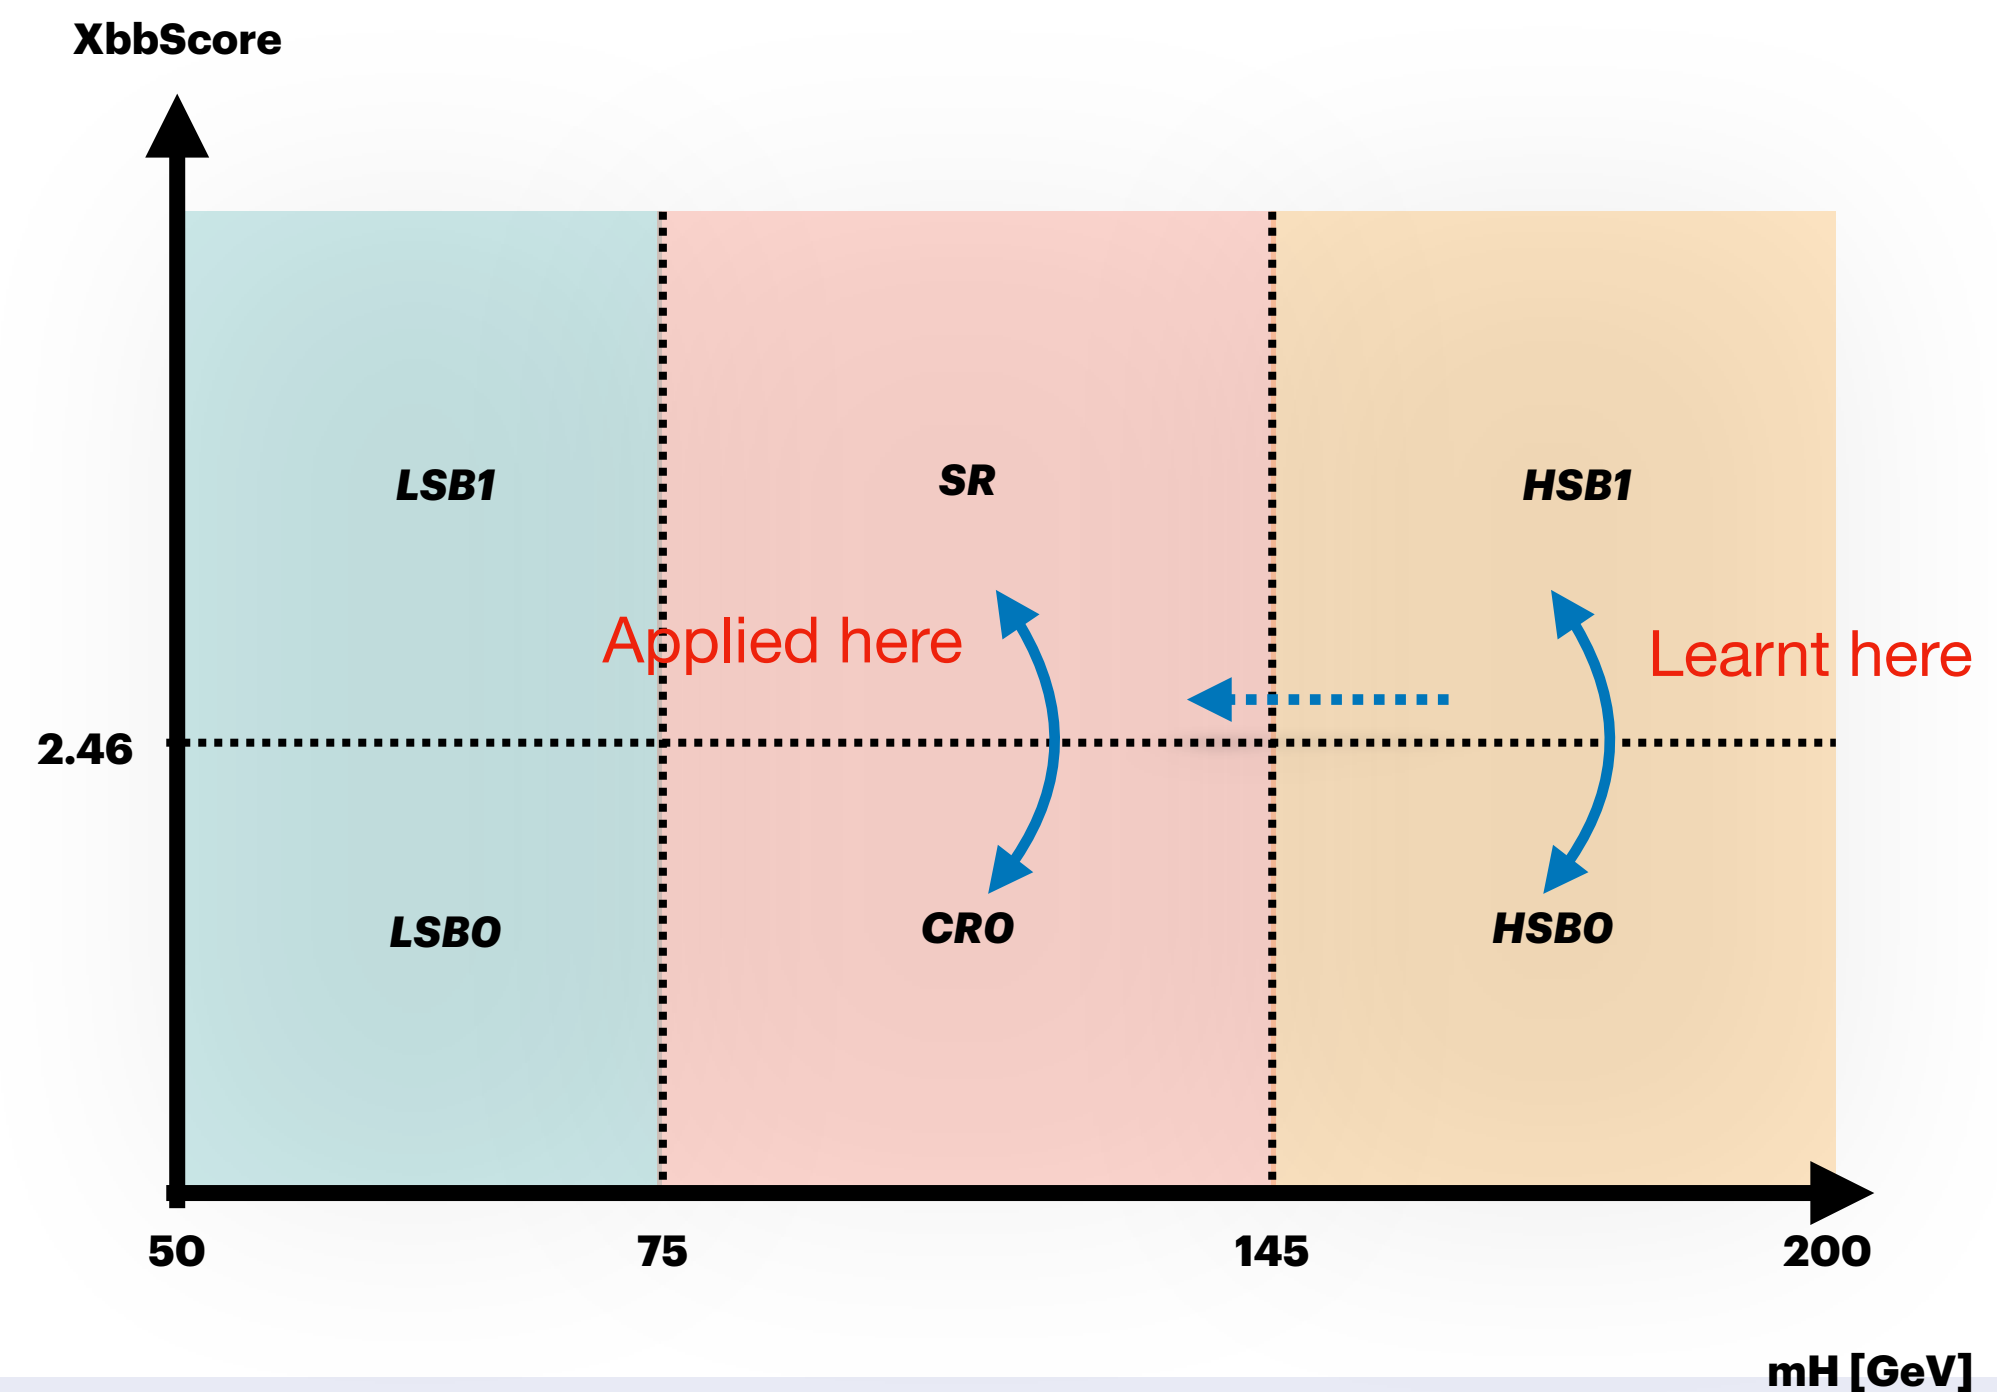 XbbScore
LSB1
SR
HSB1
Applied here
Learnt here
2.46
LSB0
CR0
HSB0
50
75
145
200
mH [GeV]